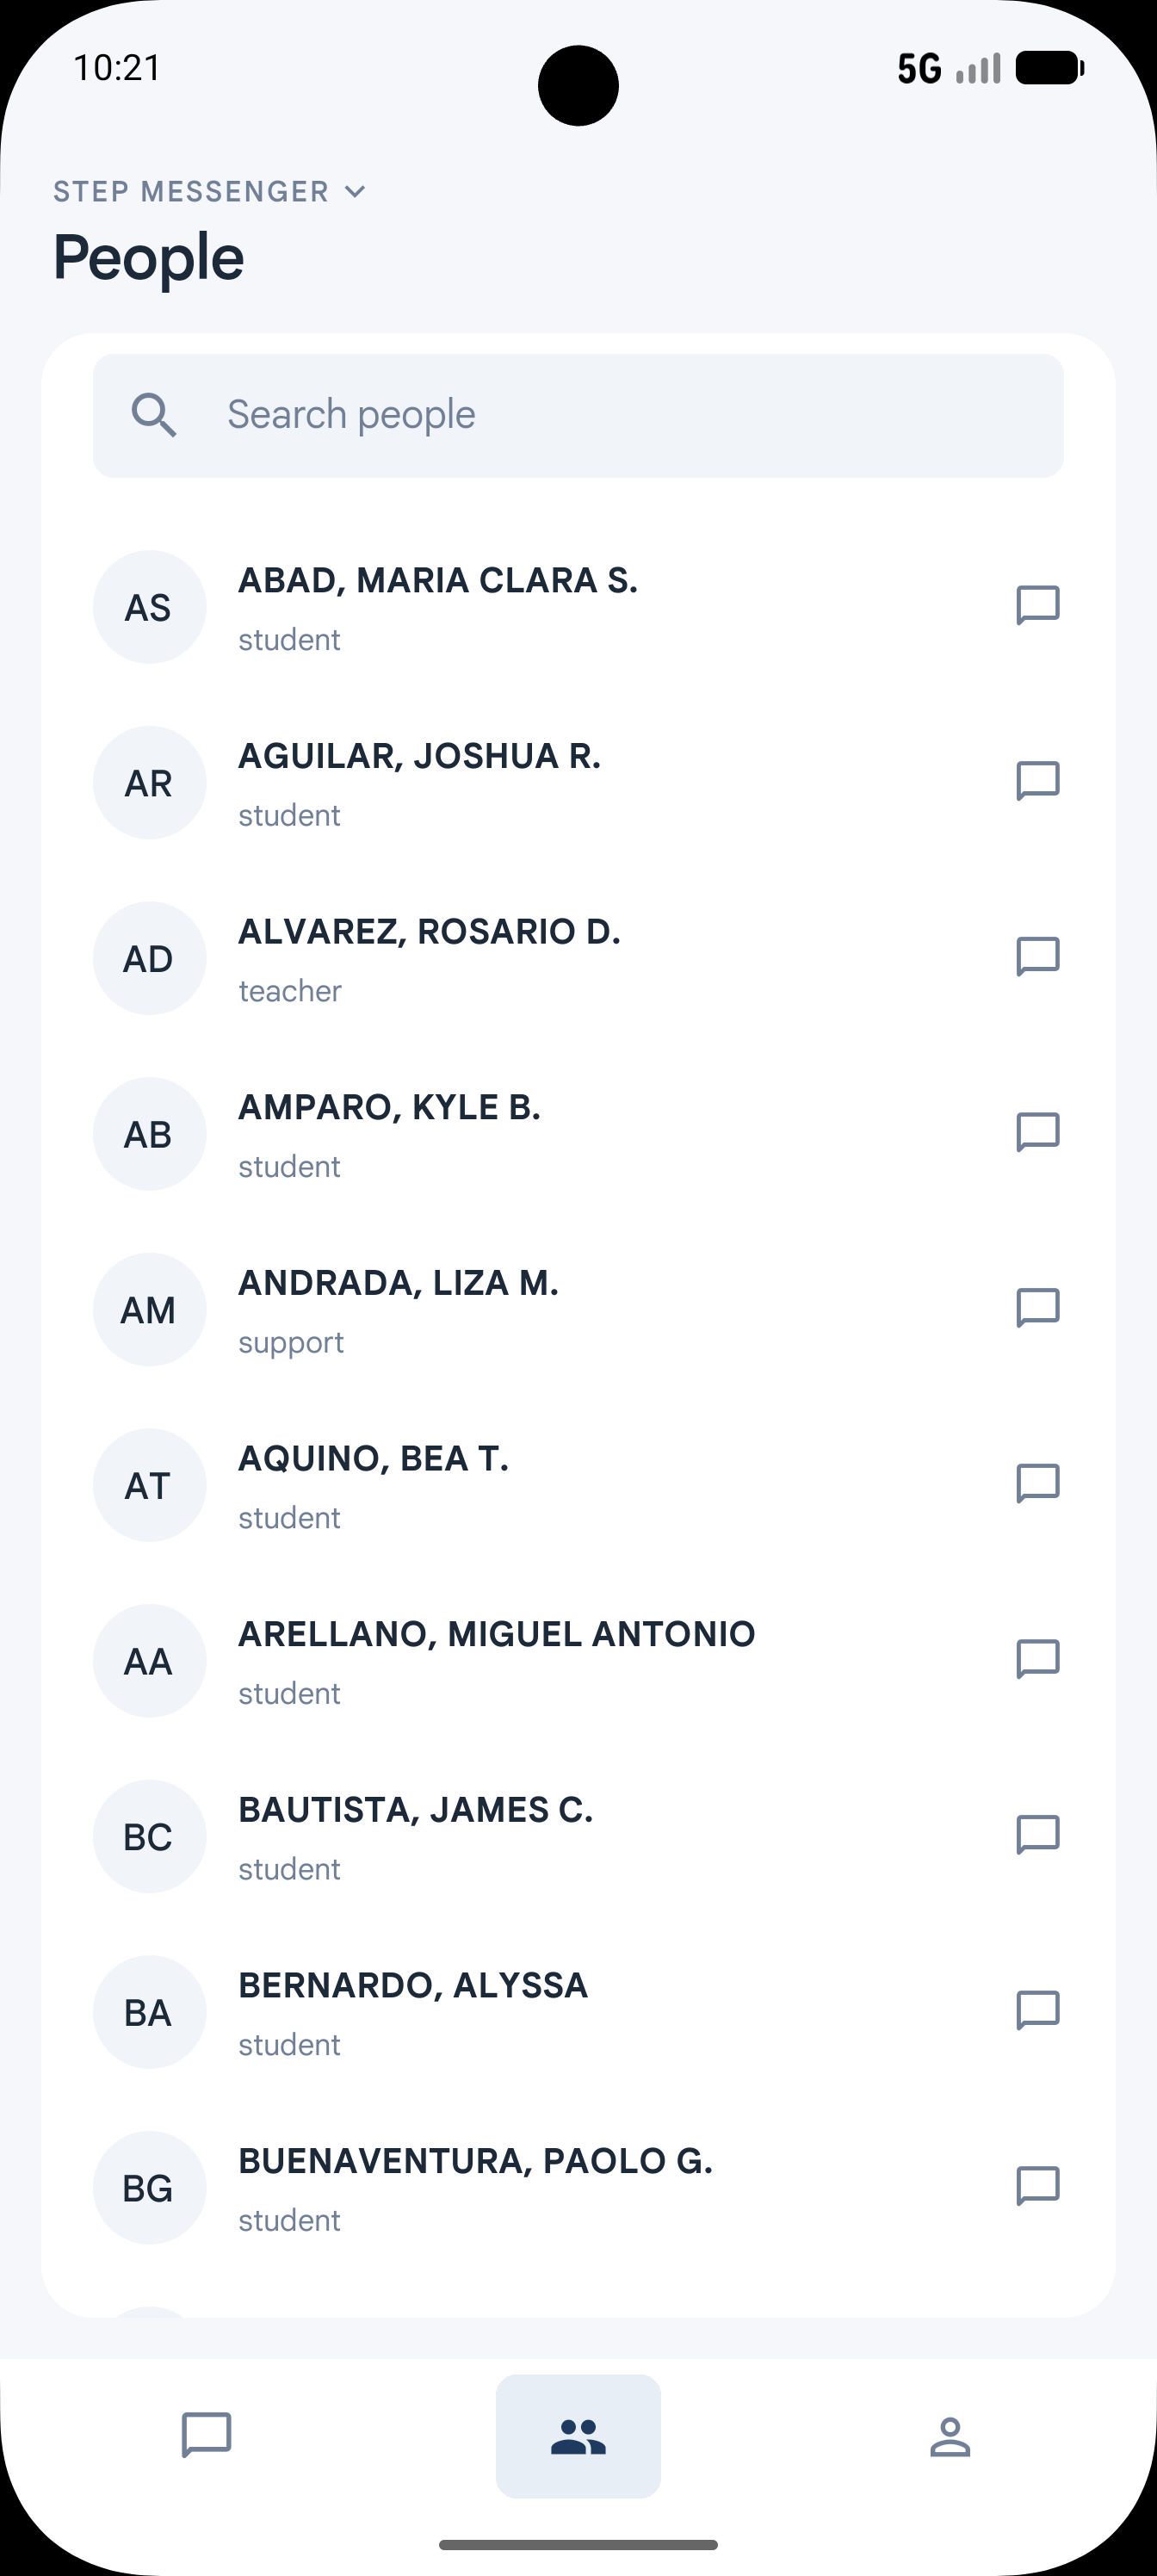 10:21
5G
STEP MESSENGER
People
Search people
AS
ABAD, MARIA CLARA S.
student
AR
AGUILAR, JOSHUA R.
student
AD
ALVAREZ, ROSARIO D.
teacher
AB
AMPARO, KYLE B.
student
AM
ANDRADA, LIZA M.
support
AT
AQUINO, BEA T.
student
AA
ARELLANO, MIGUEL ANTONIO
student
BC
BAUTISTA, JAMES C.
student
BA
BERNARDO, ALYSSA
student
BG
BUENAVENTURA, PAOLO G.
student